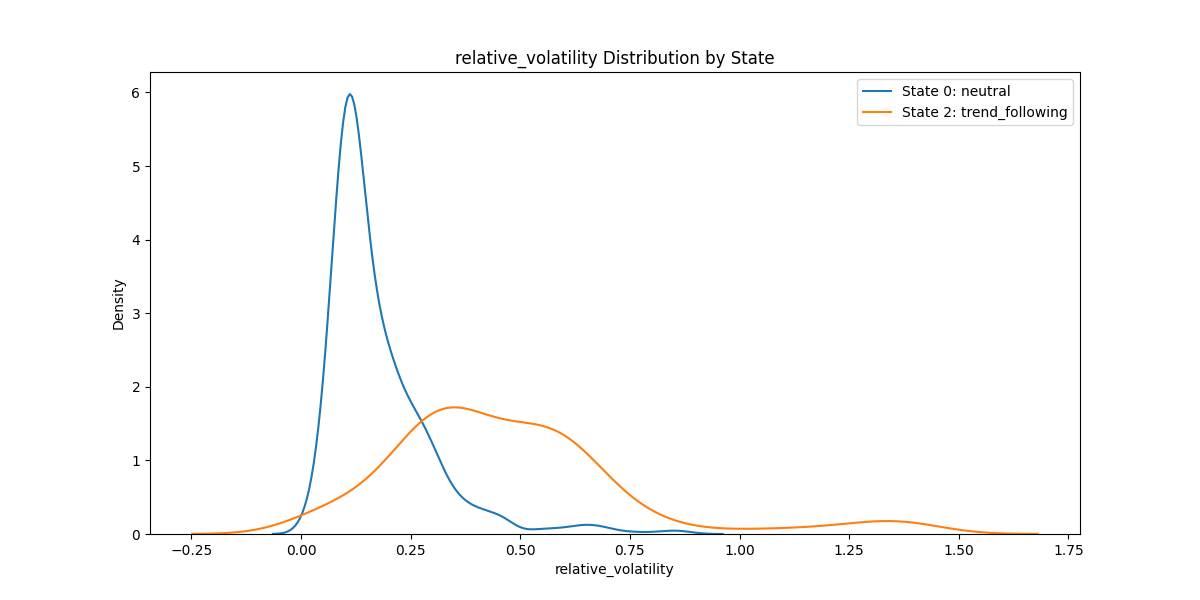 relative_volatility Distribution by State
State 0: neutral
State 2: trend_following
Density
6
5
4
3
2
1
0
−0.25 0.00 0.25 0.50 0.75 1.00 1.25 1.50 1.75
relative_volatility